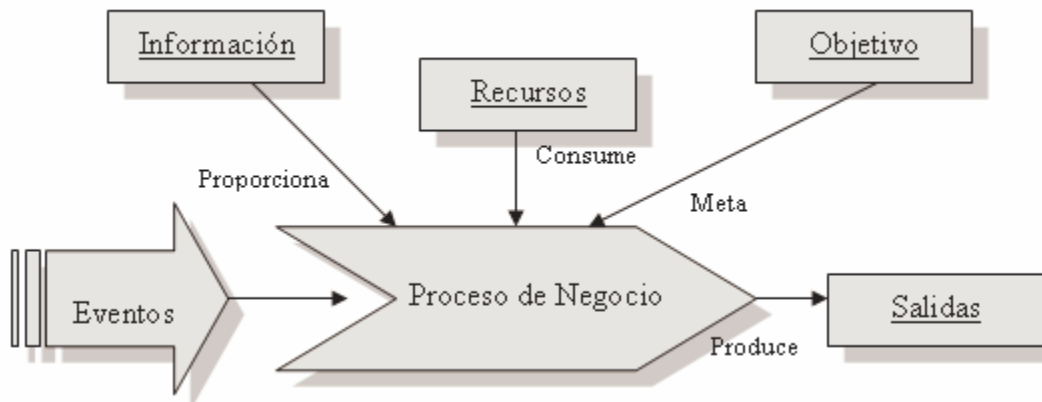 Información
Objetivo
Recursos
Consume
Proporciona
Meta
Eventos
Proceso de Negocio
Salidas
Produce